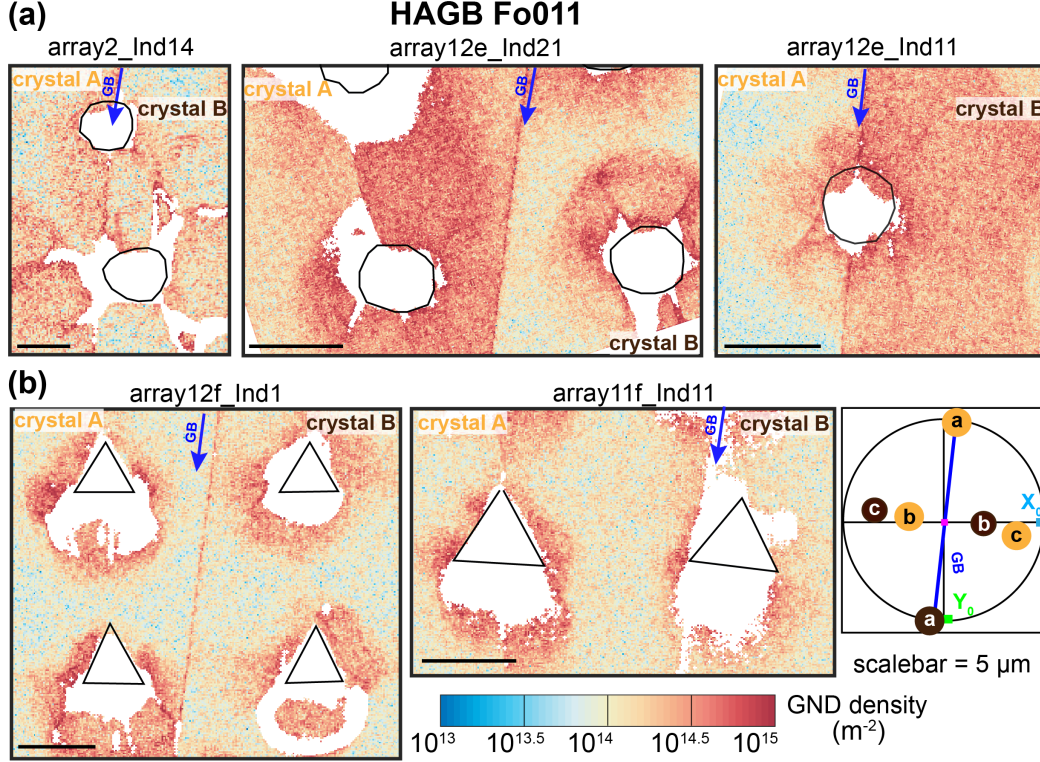 (a)
HAGB Fo011
array2_Ind14
array12e_Ind21
array12e_Ind11
crystal A
GB
crystal B
crystal A
GB
crystal B
crystal A
GB
crystal B
(b)
array12f_Ind1
array11f_Ind11
crystal A
GB
crystal B
crystal A
GB
crystal B
a
c
b
b
c
X₀
GB
a
Y₀
scalebar = 5 µm
GND density
(m⁻²)
10¹³
10¹³·⁵
10¹⁴
10¹⁴·⁵
10¹⁵